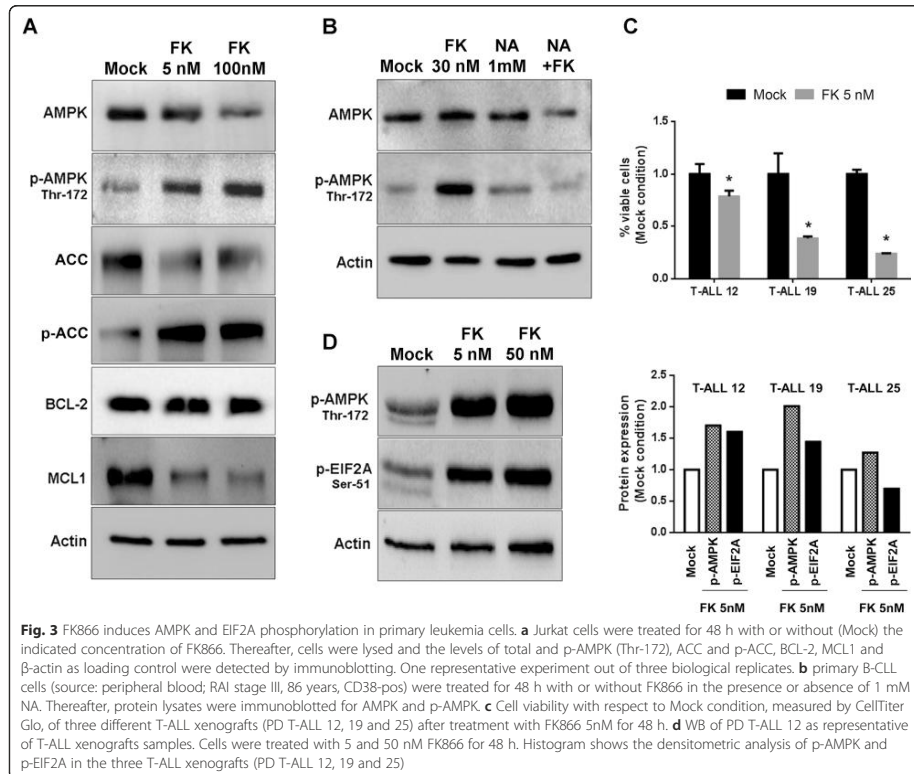 A
FK FK
Mock 5 nM 100nM
AMPK
p-AMPK
Thr-172
ACC
p-ACC
BCL-2
MCL1
Actin
B
FK NA NA
Mock 30 nM 1mM +FK
AMPK
p-AMPK
Thr-172
Actin
C
Mock FK 5 nM
% viable cells
(Mock condition)
1.5
1.0
0.5
0.0
* * *
T-ALL 12 T-ALL 19 T-ALL 25
D
FK FK
Mock 5 nM 50 nM
p-AMPK
Thr-172
p-EIF2A
Ser-51
Actin
Protein expression
(Mock condition)
2.5
2.0
1.5
1.0
0.5
0.0
T-ALL 12 T-ALL 19 T-ALL 25
Mock p-AMPK p-EIF2A Mock p-AMPK p-EIF2A Mock p-AMPK p-EIF2A
FK 5nM FK 5nM FK 5nM
Fig. 3 FK866 induces AMPK and EIF2A phosphorylation in primary leukemia cells. a Jurkat cells were treated for 48 h with or without (Mock) the
indicated concentration of FK866. Thereafter, cells were lysed and the levels of total and p-AMPK (Thr-172), ACC and p-ACC, BCL-2, MCL1 and
β-actin as loading control were detected by immunoblotting. One representative experiment out of three biological replicates. b primary B-CLL
cells (source: peripheral blood; RAI stage III, 86 years, CD38-pos) were treated for 48 h with or without FK866 in the presence or absence of 1 mM
NA. Thereafter, protein lysates were immunoblotted for AMPK and p-AMPK. c Cell viability with respect to Mock condition, measured by CellTiter
Glo, of three different T-ALL xenografts (PD T-ALL 12, 19 and 25) after treatment with FK866 5nM for 48 h. d WB of PD T-ALL 12 as representative
of T-ALL xenografts samples. Cells were treated with 5 and 50 nM FK866 for 48 h. Histogram shows the densitometric analysis of p-AMPK and
p-EIF2A in the three T-ALL xenografts (PD T-ALL 12, 19 and 25)